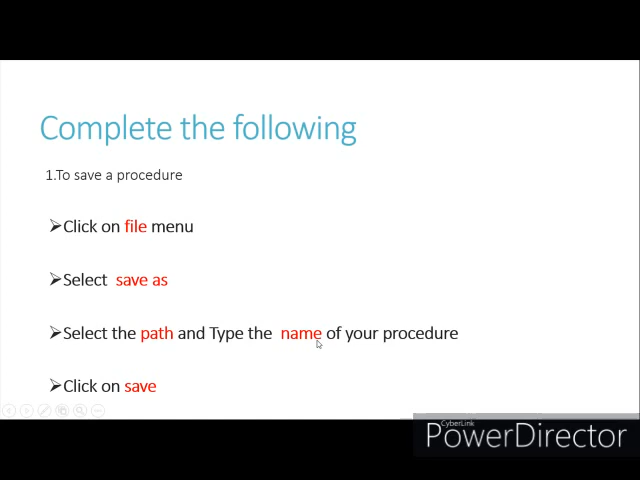 Complete the following
1.To save a procedure
➢Click on file menu
➢Select save as
➢Select the path and Type the name of your procedure
➢Click on save
CyberLink
PowerDirector